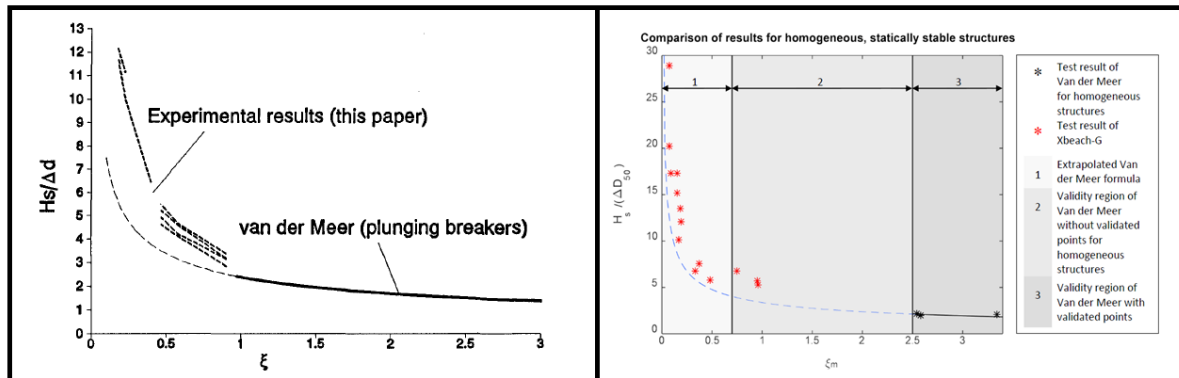 13
12
11
10
9
8
7
6
5
4
3
2
1
0
Hs/Δd
Experimental results (this paper)
van der Meer (plunging breakers)
0 0.5 1 1.5 2 2.5 3
ξ
Comparison of results for homogeneous, statically stable structures
30
25
20
15
10
5
0
H_s /(ΔD_50)
1 2 3
0 0.5 1 1.5 2 2.5 3
ξm
* Test result of
Van der Meer
for homogeneous
structures
* Test result of
Xbeach-G
1 Extrapolated Van
der Meer formula
Validity region of
Van der Meer
2 without validated
points for
homogeneous
structures
Validity region of
3 Van der Meer with
validated points